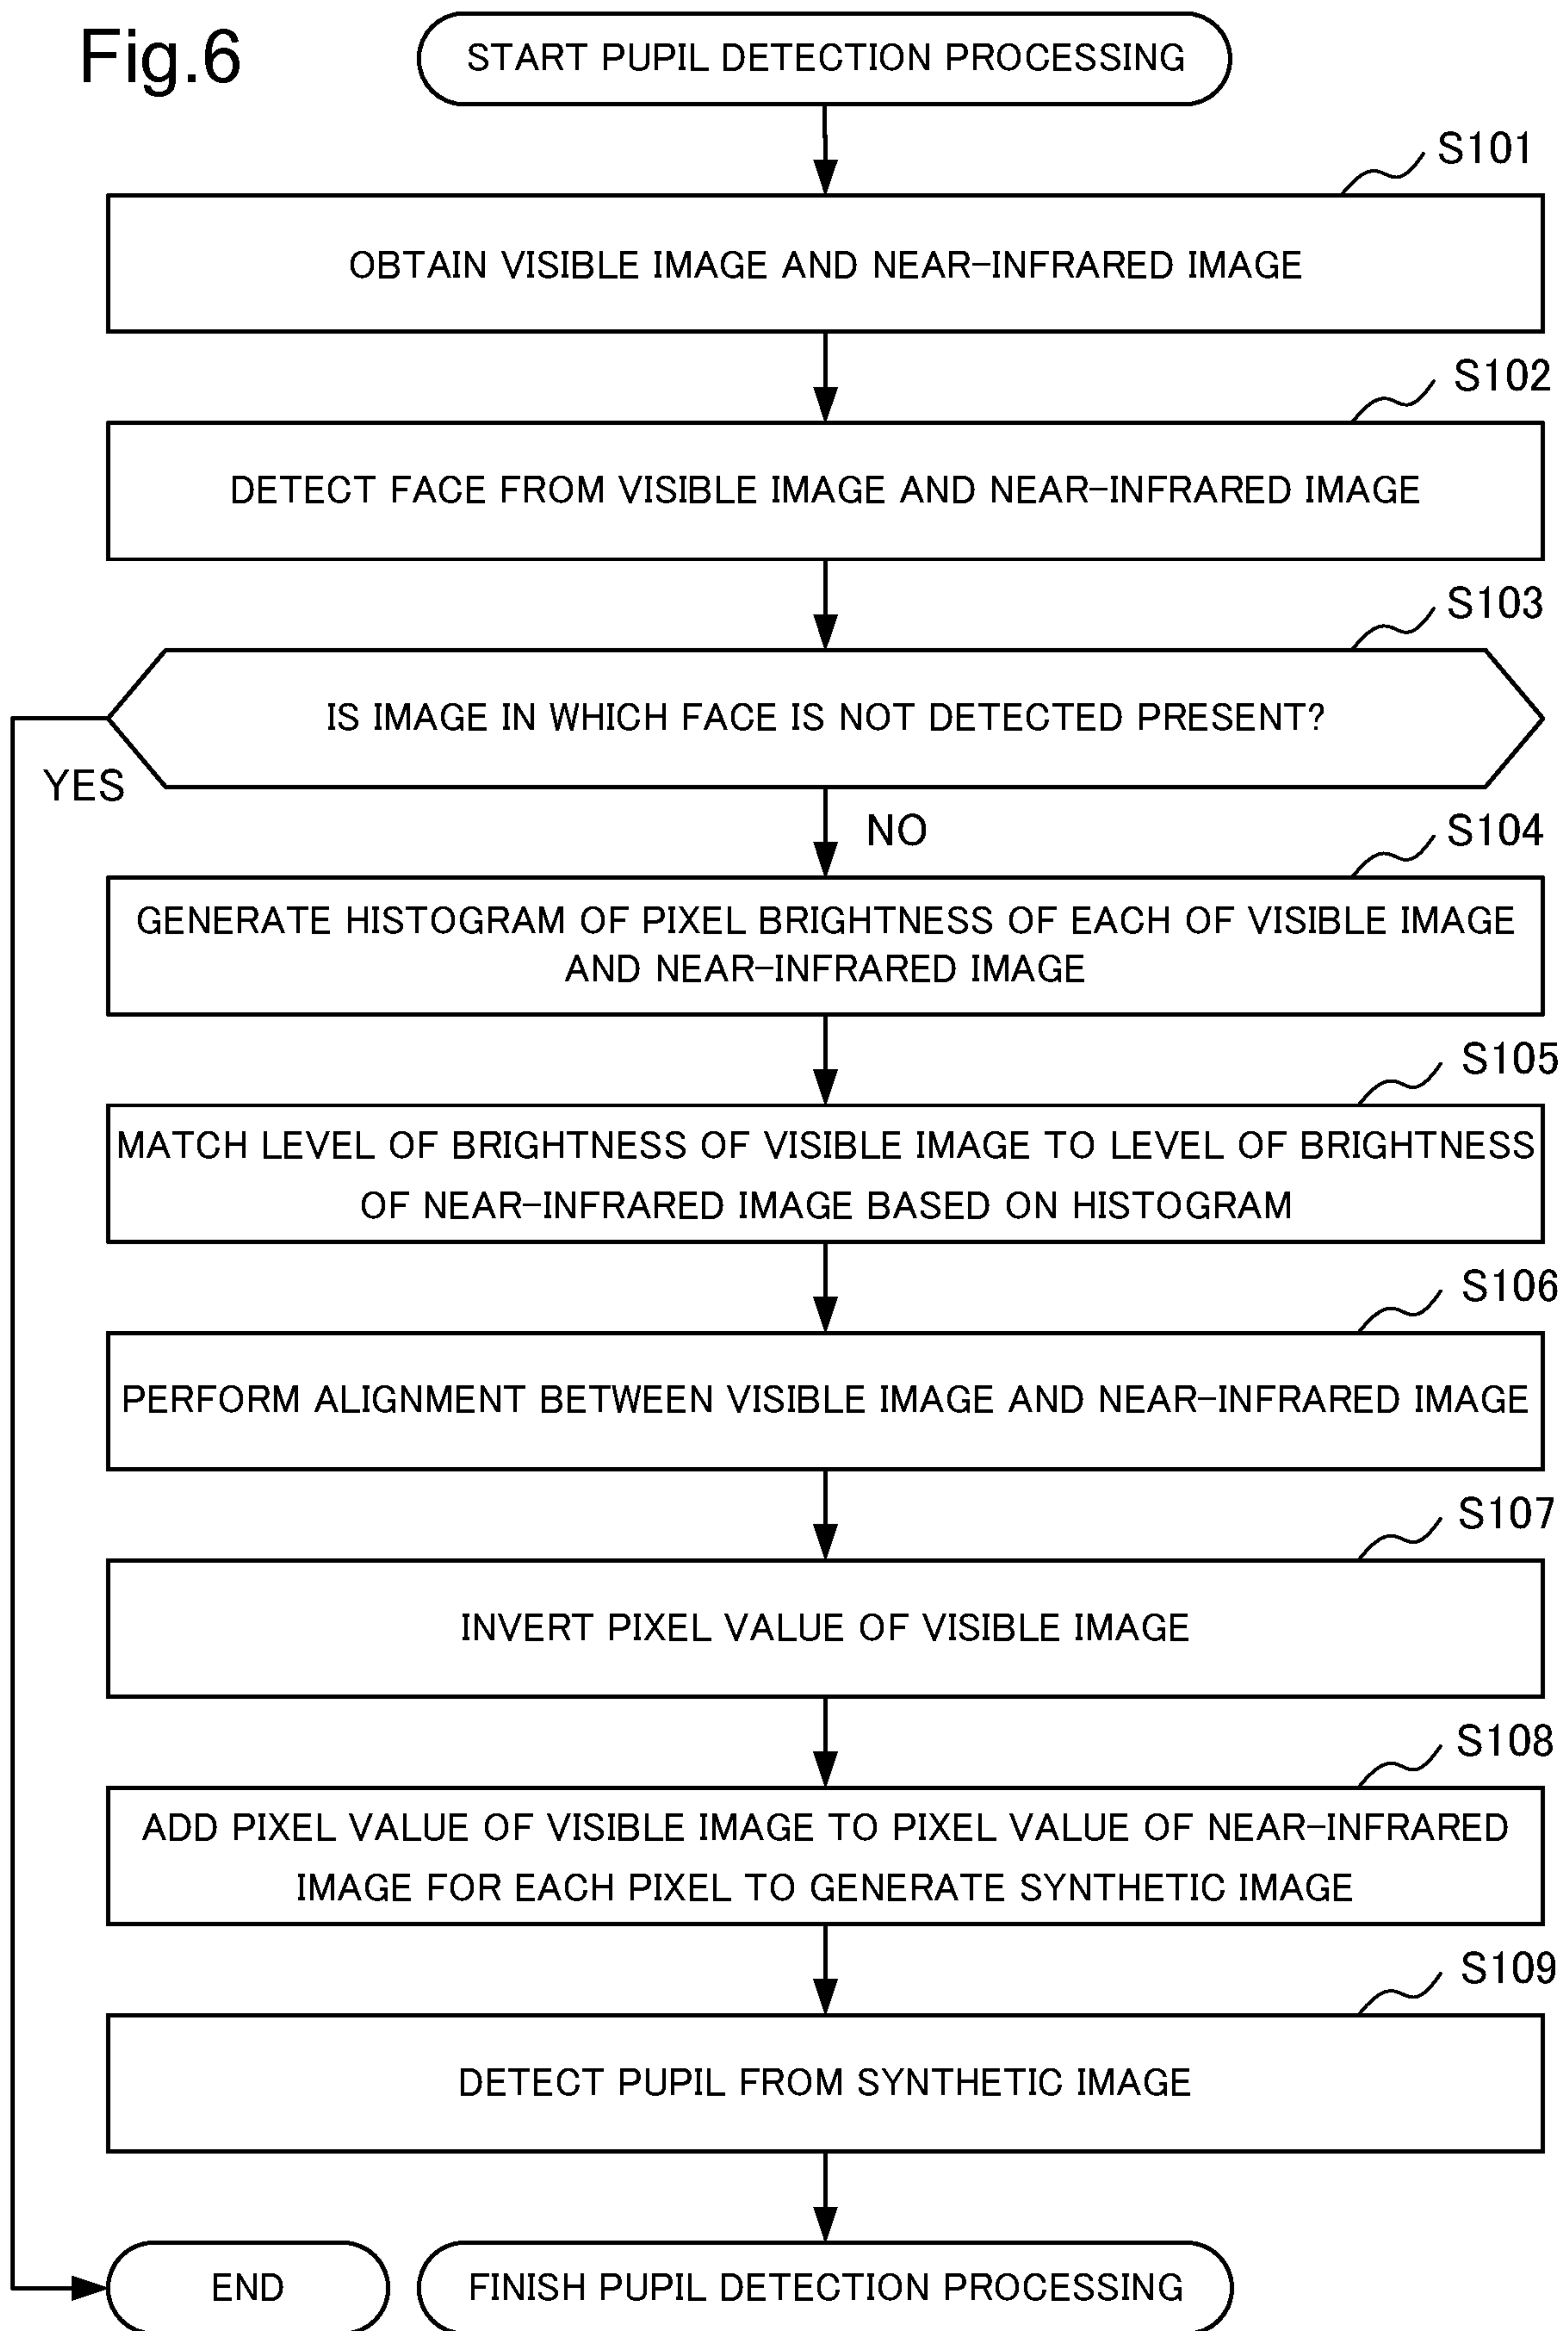 Fig.6
START PUPIL DETECTION PROCESSING
S101
OBTAIN VISIBLE IMAGE AND NEAR-INFRARED IMAGE
S102
DETECT FACE FROM VISIBLE IMAGE AND NEAR-INFRARED IMAGE
S103
IS IMAGE IN WHICH FACE IS NOT DETECTED PRESENT?
YES
NO
S104
GENERATE HISTOGRAM OF PIXEL BRIGHTNESS OF EACH OF VISIBLE IMAGE
AND NEAR-INFRARED IMAGE
S105
MATCH LEVEL OF BRIGHTNESS OF VISIBLE IMAGE TO LEVEL OF BRIGHTNESS
OF NEAR-INFRARED IMAGE BASED ON HISTOGRAM
S106
PERFORM ALIGNMENT BETWEEN VISIBLE IMAGE AND NEAR-INFRARED IMAGE
S107
INVERT PIXEL VALUE OF VISIBLE IMAGE
S108
ADD PIXEL VALUE OF VISIBLE IMAGE TO PIXEL VALUE OF NEAR-INFRARED
IMAGE FOR EACH PIXEL TO GENERATE SYNTHETIC IMAGE
S109
DETECT PUPIL FROM SYNTHETIC IMAGE
END
FINISH PUPIL DETECTION PROCESSING